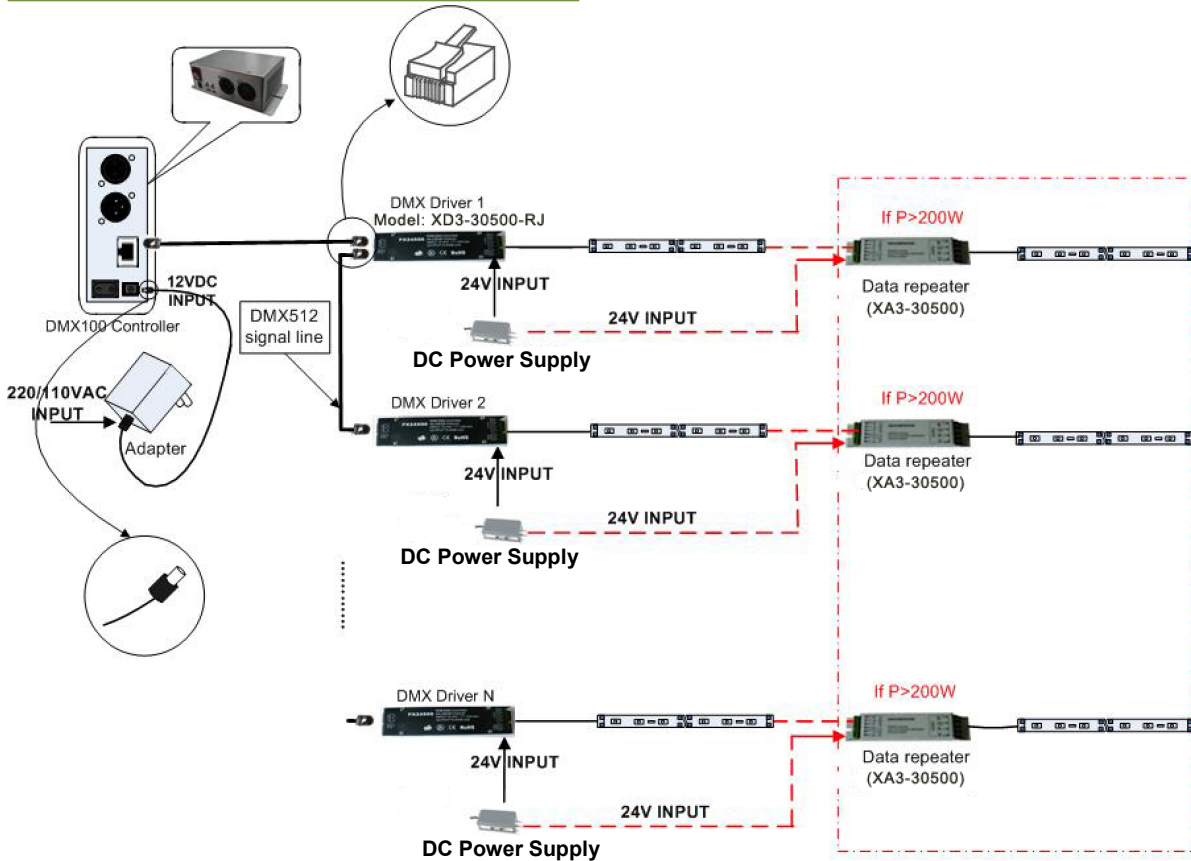 DMX Driver 1
Model: XD3-30500-RJ
If P>200W
12VDC
INPUT
24V INPUT
Data repeater
(XA3-30500)
DMX100 Controller
DMX512
signal line
24V INPUT
DC Power Supply
220/110VAC
INPUT
Adapter
DMX Driver 2
If P>200W
24V INPUT
Data repeater
(XA3-30500)
24V INPUT
DC Power Supply
DMX Driver N
If P>200W
24V INPUT
Data repeater
(XA3-30500)
24V INPUT
DC Power Supply